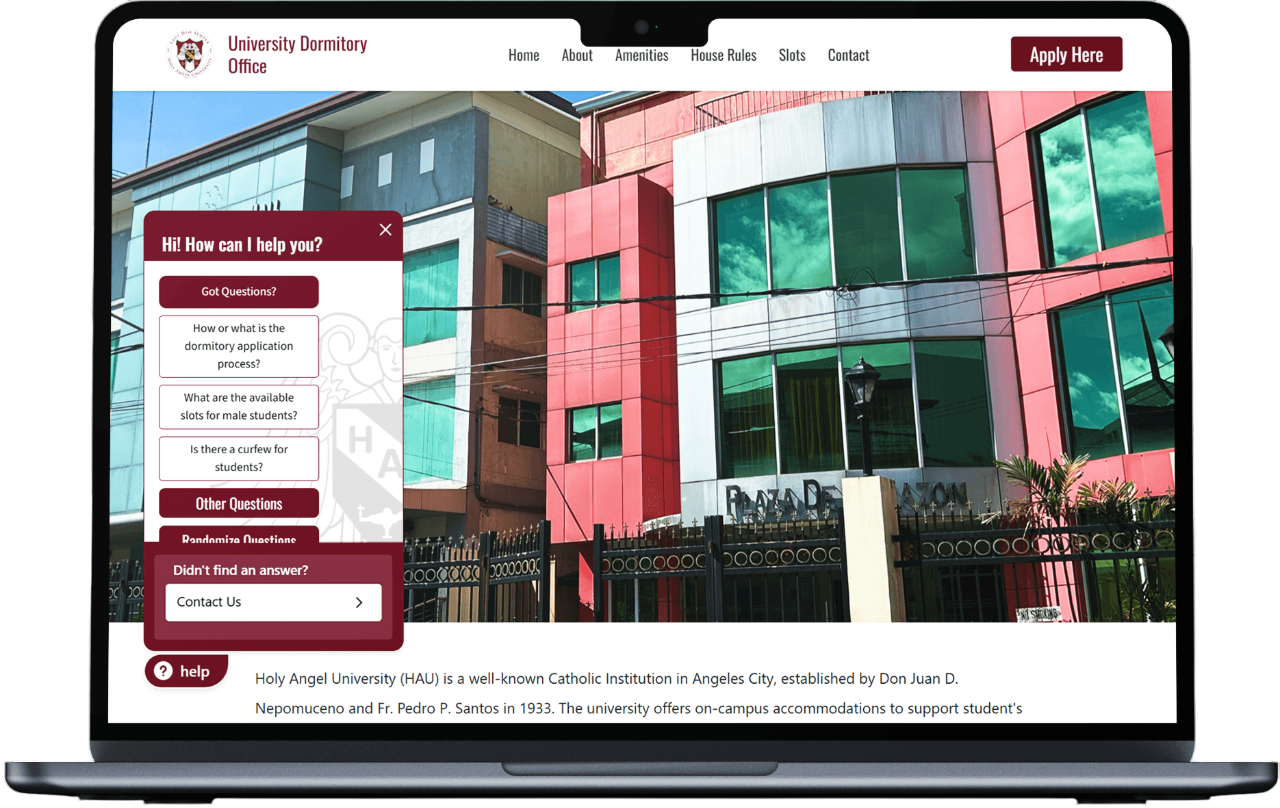 University Dormitory
Office
Home
About
Amenities
House Rules
Slots
Contact
Apply Here
Hi! How can I help you?
Got Questions?
How or what is the
dormitory application
process?
What are the available
slots for male students?
Is there a curfew for
students?
Other Questions
Randomize Questions
H
A
Didn't find an answer?
Contact Us
? help
PLAZA DE
NO SMOKING
Holy Angel University (HAU) is a well-known Catholic Institution in Angeles City, established by Don Juan D.
Nepomuceno and Fr. Pedro P. Santos in 1933. The university offers on-campus accommodations to support student's